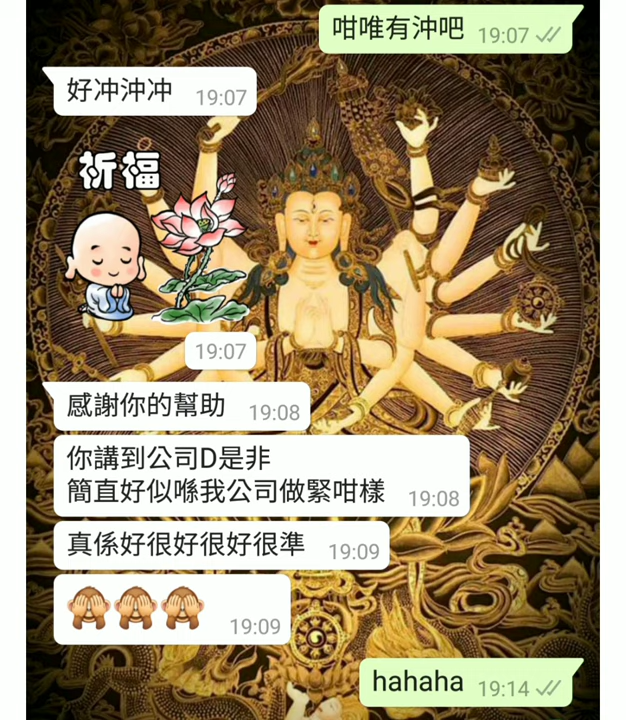 咁唯有沖吧 19:07
好冲沖冲 19:07
祈福
19:07
感謝你的幫助 19:08
你講到公司D是非
簡直好似喺我公司做緊咁樣 19:08
真係好很好很好很準 19:09
🙈🙈🙈 19:09
hahaha 19:14